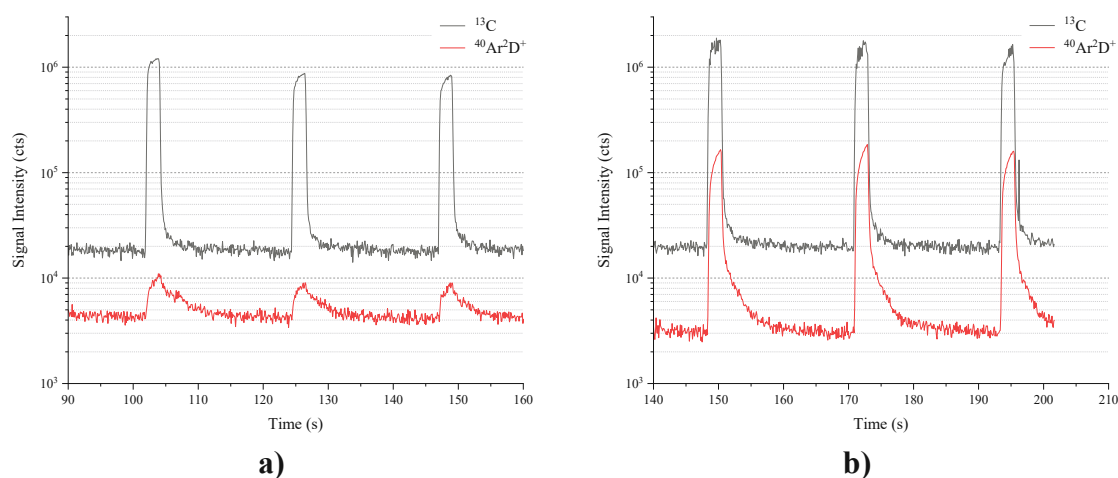 ¹³C
⁴⁰Ar²D⁺
10⁶
10⁵
10⁴
10³
Signal Intensity (cts)
90 100 110 120 130 140 150 160
Time (s)
a)
¹³C
⁴⁰Ar²D⁺
10⁶
10⁵
10⁴
10³
Signal Intensity (cts)
140 150 160 170 180 190 200 210
Time (s)
b)